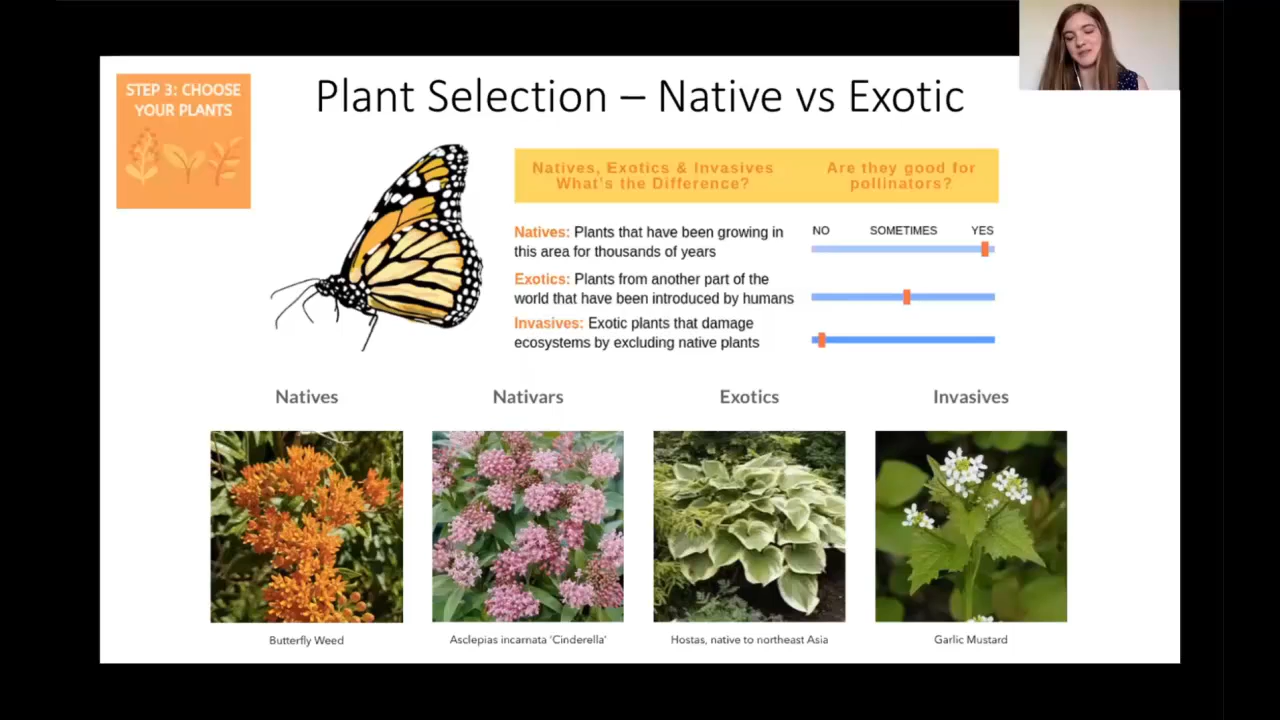 STEP 3: CHOOSE
YOUR PLANTS
Plant Selection – Native vs Exotic
Natives, Exotics & Invasives
What's the Difference?
Are they good for
pollinators?
Natives: Plants that have been growing in
this area for thousands of years
NO SOMETIMES YES
Exotics: Plants from another part of the
world that have been introduced by humans
Invasives: Exotic plants that damage
ecosystems by excluding native plants
Natives Nativars Exotics Invasives
Butterfly Weed
Asclepias incarnata 'Cinderella'
Hostas, native to northeast Asia
Garlic Mustard